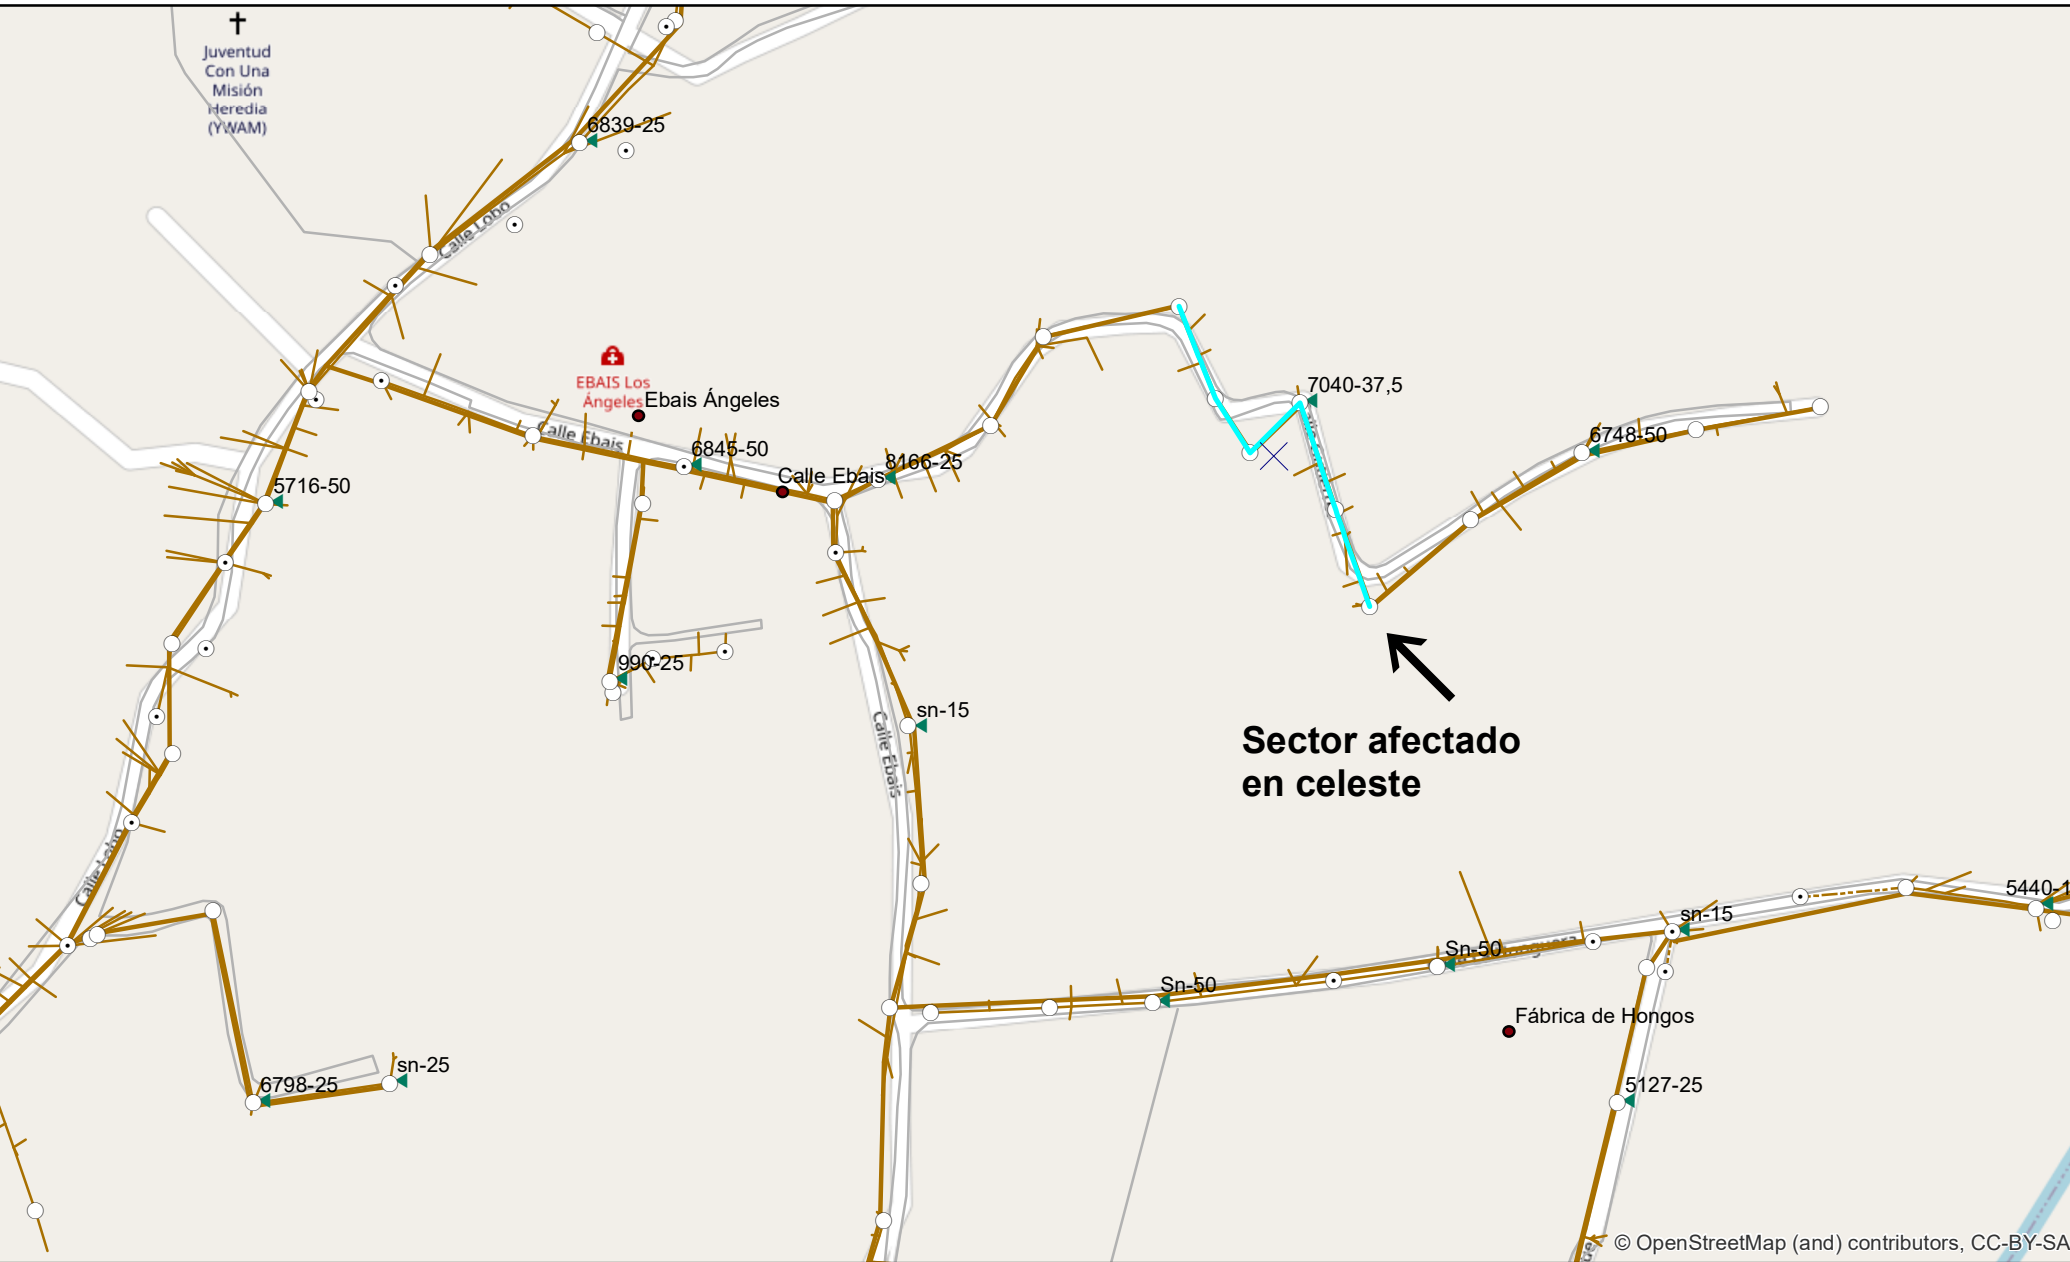 Juventud
Con Una
Misión
Heredia
(YWAM)
6839-25
Calle Lobo
EBAIS Los
Ángeles
Ebais Ángeles
7040-37,5
Calle Ebais
6845-50
6748-50
Calle Ebais
8166-25
5716-50
990-25
sn-15
Calle Ebais
Sector afectado
en celeste
Calle Lobo
5440-1
sn-15
Sn-50
Sn-50
Fábrica de Hongos
sn-25
6798-25
5127-25
© OpenStreetMap (and) contributors, CC-BY-SA